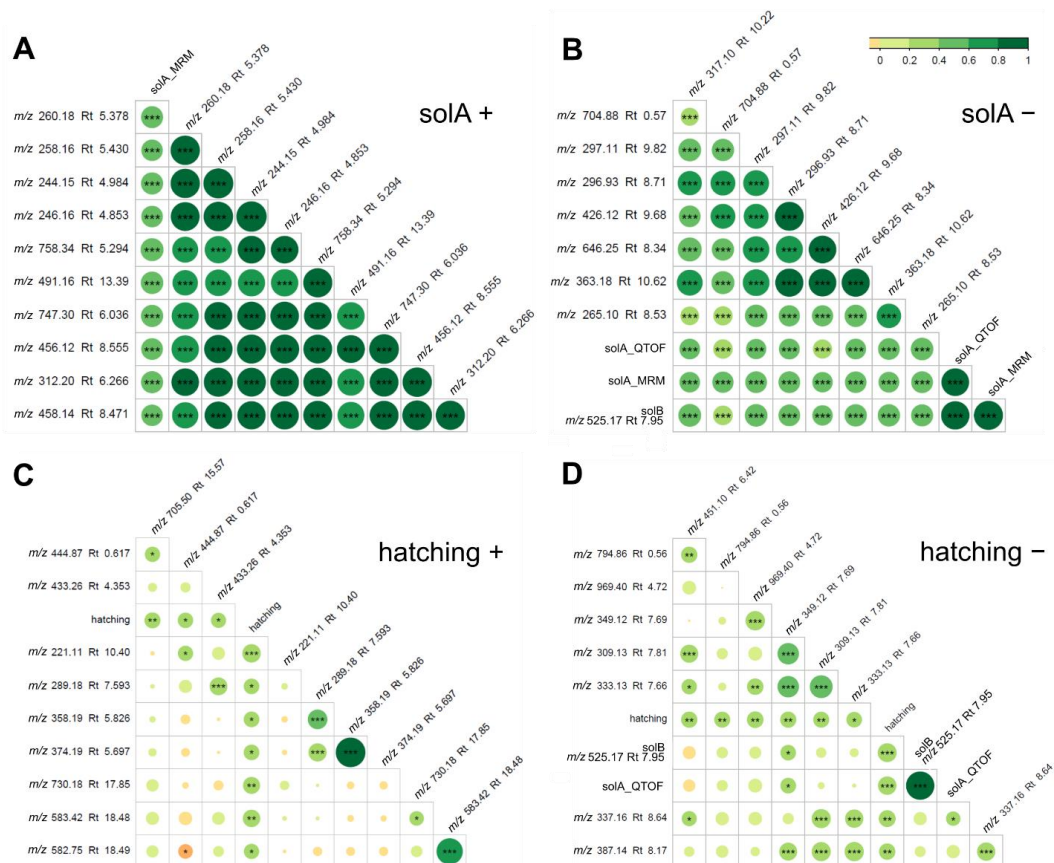 A
solA_MRM
m/z 260.18 Rt 5.378
m/z 258.16 Rt 5.430
m/z 244.15 Rt 4.984
m/z 246.16 Rt 4.853
m/z 758.34 Rt 5.294
m/z 491.16 Rt 13.39
m/z 747.30 Rt 6.036
m/z 456.12 Rt 8.555
m/z 312.20 Rt 6.266
solA +
m/z 260.18 Rt 5.378
***
m/z 258.16 Rt 5.430
*** ***
m/z 244.15 Rt 4.984
*** *** ***
m/z 246.16 Rt 4.853
*** *** *** ***
m/z 758.34 Rt 5.294
*** *** *** *** ***
m/z 491.16 Rt 13.39
*** *** *** *** *** ***
m/z 747.30 Rt 6.036
*** *** *** *** *** *** ***
m/z 456.12 Rt 8.555
*** *** *** *** *** *** *** ***
m/z 312.20 Rt 6.266
*** *** *** *** *** *** *** *** ***
m/z 458.14 Rt 8.471
*** *** *** *** *** *** *** *** *** ***
B
m/z 317.10 Rt 10.22
m/z 704.88 Rt 0.57
m/z 297.11 Rt 9.82
m/z 296.93 Rt 8.71
m/z 426.12 Rt 9.68
m/z 646.25 Rt 8.34
m/z 363.18 Rt 10.62
m/z 265.10 Rt 8.53
solA_QTOF
solA_MRM
0 0.2 0.4 0.6 0.8 1
solA −
m/z 704.88 Rt 0.57
***
m/z 297.11 Rt 9.82
*** ***
m/z 296.93 Rt 8.71
*** *** ***
m/z 426.12 Rt 9.68
*** *** *** ***
m/z 646.25 Rt 8.34
*** *** *** *** ***
m/z 363.18 Rt 10.62
*** *** *** *** *** ***
m/z 265.10 Rt 8.53
*** *** *** *** *** *** ***
solA_QTOF
*** *** *** *** *** *** *** ***
solA_MRM
*** *** *** *** *** *** *** *** ***
solB
m/z 525.17 Rt 7.95
*** *** *** *** *** *** *** *** *** ***
C
m/z 705.50 Rt 15.57
m/z 444.87 Rt 0.617
m/z 433.26 Rt 4.353
hatching
m/z 221.11 Rt 10.40
m/z 289.18 Rt 7.593
m/z 358.19 Rt 5.826
m/z 374.19 Rt 5.697
m/z 730.18 Rt 17.85
m/z 583.42 Rt 18.48
hatching +
m/z 444.87 Rt 0.617
*
m/z 433.26 Rt 4.353
hatching
** * *
m/z 221.11 Rt 10.40
* ***
m/z 289.18 Rt 7.593
*** *
m/z 358.19 Rt 5.826
* ***
m/z 374.19 Rt 5.697
* *** ***
m/z 730.18 Rt 17.85
**
m/z 583.42 Rt 18.48
** *
m/z 582.75 Rt 18.49
* * ***
D
m/z 451.10 Rt 6.42
m/z 794.86 Rt 0.56
m/z 969.40 Rt 4.72
m/z 349.12 Rt 7.69
m/z 309.13 Rt 7.81
m/z 333.13 Rt 7.66
hatching
solB
m/z 525.17 Rt 7.95
solA_QTOF
m/z 337.16 Rt 8.64
hatching −
m/z 794.86 Rt 0.56
**
m/z 969.40 Rt 4.72
m/z 349.12 Rt 7.69
***
m/z 309.13 Rt 7.81
*** ***
m/z 333.13 Rt 7.66
* ** *** ***
hatching
** ** ** ** ** *
solB
m/z 525.17 Rt 7.95
* ***
solA_QTOF
* *** ***
m/z 337.16 Rt 8.64
* *** *** ** *
m/z 387.14 Rt 8.17
*** *** *** ** ***